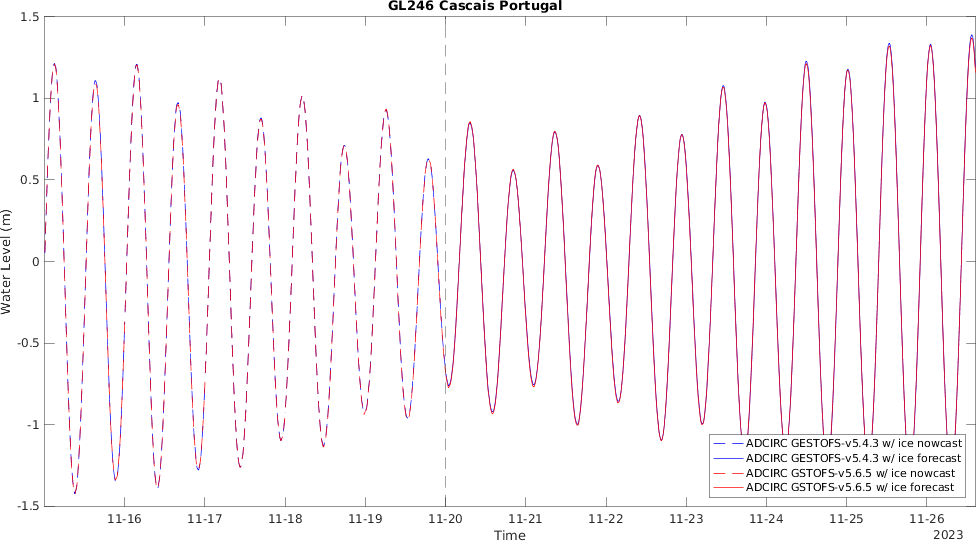 GL246 Cascais Portugal
1.5
1
0.5
0
-0.5
-1
-1.5
Water Level (m)
11-16 11-17 11-18 11-19 11-20 11-21 11-22 11-23 11-24 11-25 11-26
Time
2023
ADCIRC GESTOFS-v5.4.3 w/ ice nowcast
ADCIRC GESTOFS-v5.4.3 w/ ice forecast
ADCIRC GSTOFS-v5.6.5 w/ ice nowcast
ADCIRC GSTOFS-v5.6.5 w/ ice forecast